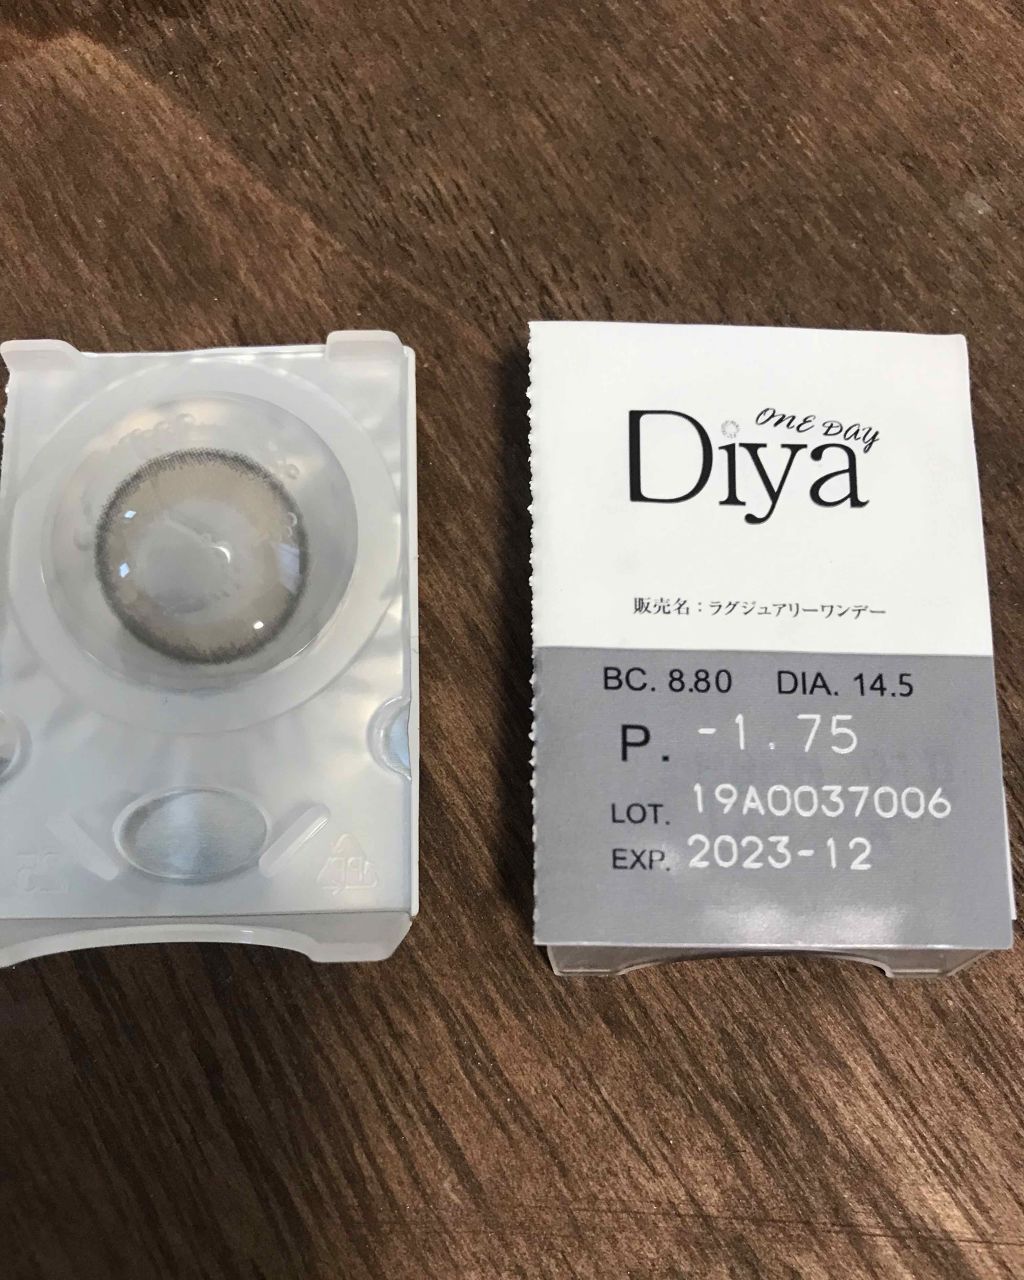 ONE DAY
Diya
販売名：ラグジュアリーワンデー
BC. 8.80 DIA. 14.5
P. -1.75
LOT. 19A0037006
EXP. 2023-12